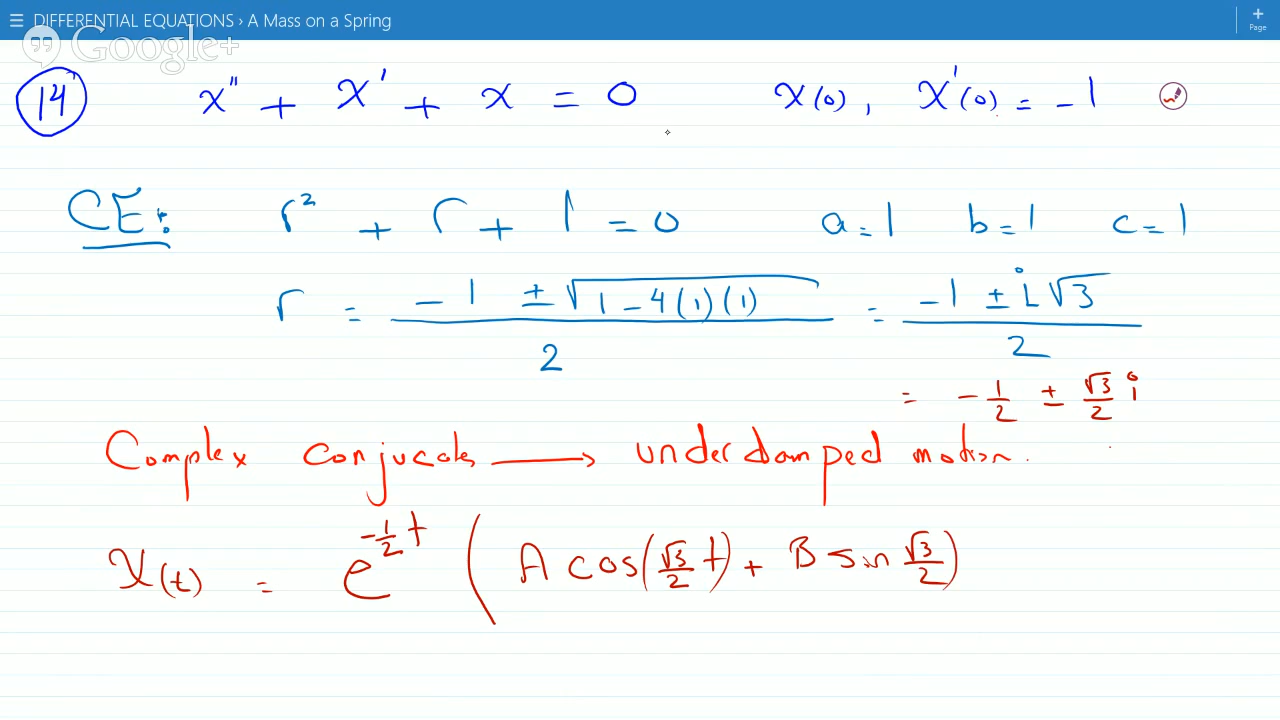 DIFFERENTIAL EQUATIONS › A Mass on a Spring
Page
Google+
14 x'' + x' + x = 0 x(0), x'(0) = -1
CE: r² + r + 1 = 0 a=1 b=1 c=1
r = (-1 ± √(1-4(1)(1)))/2 = (-1 ± i√3)/2
= -1/2 ± √3/2 i
Complex conjucates → underdamped motion.
x(t) = e^(-1/2 t) (A cos(√3/2 t) + B sin √3/2)